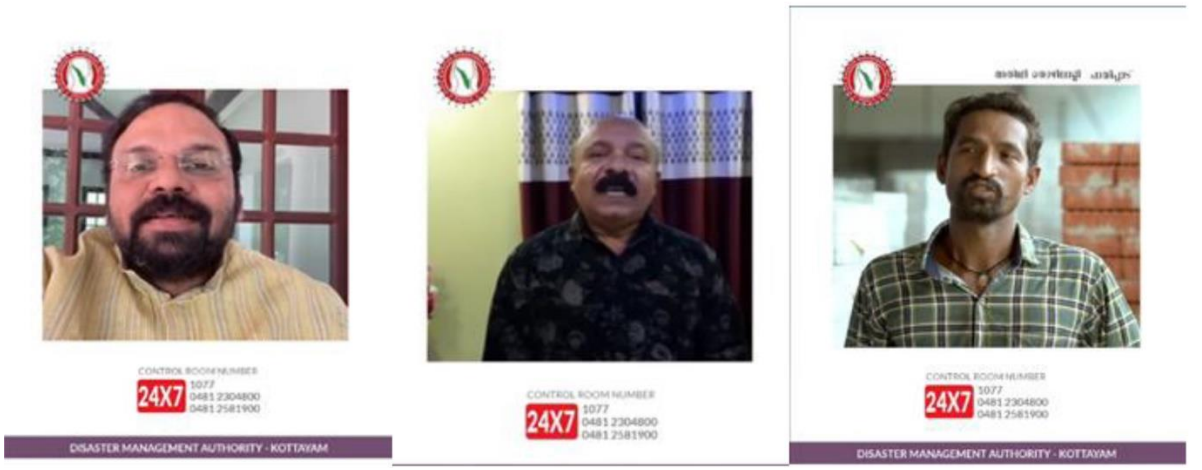 CONTROL ROOM NUMBER
24X7
1077
0481 2304800
0481 2581900
DISASTER MANAGEMENT AUTHORITY - KOTTAYAM
CONTROL ROOM NUMBER
24X7
1077
0481 2304800
0481 2581900
CONTROL ROOM NUMBER
24X7
1077
0481 2304800
0481 2581900
DISASTER MANAGEMENT AUTHORITY - KOTTAYAM